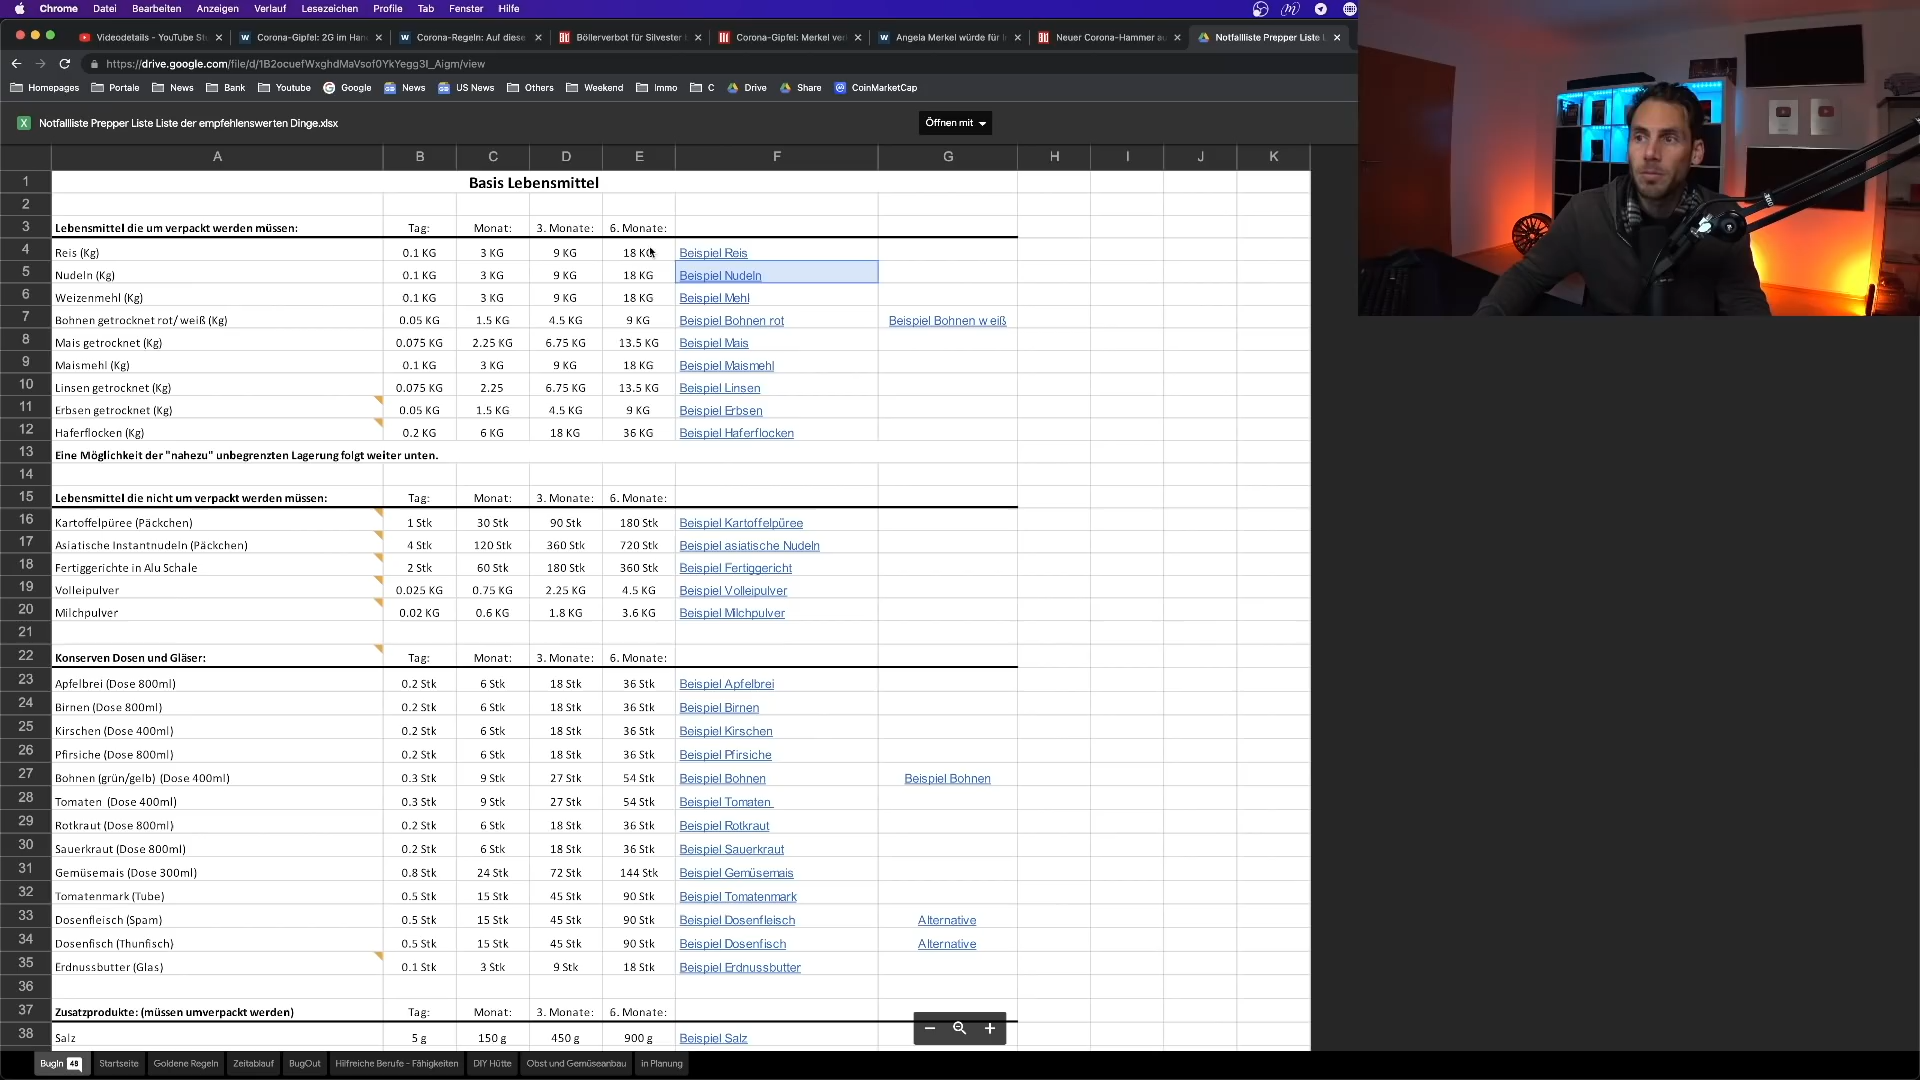 Chrome Datei Bearbeiten Anzeigen Verlauf Lesezeichen Profile Tab Fenster Hilfe
Videodetails - YouTube St Corona-Gipfel: 2G im Han Corona-Regeln: Auf diese Böllerverbot für Silvester Corona-Gipfel: Merkel ver Angela Merkel würde für Neuer Corona-Hammer au Notfallliste Prepper Liste
https://drive.google.com/file/d/1B2ocuefWxghdMaVsof0YkYegg3I_Aigm/view
Homepages Portale News Bank Youtube Google News US News Others Weekend Immo C Drive Share CoinMarketCap
Notfallliste Prepper Liste Liste der empfehlenswerten Dinge.xlsx Öffnen mit
A B C D E F G H I J K
1 Basis Lebensmittel
2
3 Lebensmittel die um verpackt werden müssen: Tag: Monat: 3. Monate: 6. Monate:
4 Reis (Kg) 0.1 KG 3 KG 9 KG 18 KG Beispiel Reis
5 Nudeln (Kg) 0.1 KG 3 KG 9 KG 18 KG Beispiel Nudeln
6 Weizenmehl (Kg) 0.1 KG 3 KG 9 KG 18 KG Beispiel Mehl
7 Bohnen getrocknet rot/ weiß (Kg) 0.05 KG 1.5 KG 4.5 KG 9 KG Beispiel Bohnen rot Beispiel Bohnen weiß
8 Mais getrocknet (Kg) 0.075 KG 2.25 KG 6.75 KG 13.5 KG Beispiel Mais
9 Maismehl (Kg) 0.1 KG 3 KG 9 KG 18 KG Beispiel Maismehl
10 Linsen getrocknet (Kg) 0.075 KG 2.25 6.75 KG 13.5 KG Beispiel Linsen
11 Erbsen getrocknet (Kg) 0.05 KG 1.5 KG 4.5 KG 9 KG Beispiel Erbsen
12 Haferflocken (Kg) 0.2 KG 6 KG 18 KG 36 KG Beispiel Haferflocken
13 Eine Möglichkeit der "nahezu" unbegrenzten Lagerung folgt weiter unten.
14
15 Lebensmittel die nicht um verpackt werden müssen: Tag: Monat: 3. Monate: 6. Monate:
16 Kartoffelpüree (Päckchen) 1 Stk 30 Stk 90 Stk 180 Stk Beispiel Kartoffelpüree
17 Asiatische Instantnudeln (Päckchen) 4 Stk 120 Stk 360 Stk 720 Stk Beispiel asiatische Nudeln
18 Fertiggerichte in Alu Schale 2 Stk 60 Stk 180 Stk 360 Stk Beispiel Fertiggericht
19 Volleipulver 0.025 KG 0.75 KG 2.25 KG 4.5 KG Beispiel Volleipulver
20 Milchpulver 0.02 KG 0.6 KG 1.8 KG 3.6 KG Beispiel Milchpulver
21
22 Konserven Dosen und Gläser: Tag: Monat: 3. Monate: 6. Monate:
23 Apfelbrei (Dose 800ml) 0.2 Stk 6 Stk 18 Stk 36 Stk Beispiel Apfelbrei
24 Birnen (Dose 800ml) 0.2 Stk 6 Stk 18 Stk 36 Stk Beispiel Birnen
25 Kirschen (Dose 400ml) 0.2 Stk 6 Stk 18 Stk 36 Stk Beispiel Kirschen
26 Pfirsiche (Dose 800ml) 0.2 Stk 6 Stk 18 Stk 36 Stk Beispiel Pfirsiche
27 Bohnen (grün/gelb) (Dose 400ml) 0.3 Stk 9 Stk 27 Stk 54 Stk Beispiel Bohnen Beispiel Bohnen
28 Tomaten (Dose 400ml) 0.3 Stk 9 Stk 27 Stk 54 Stk Beispiel Tomaten
29 Rotkraut (Dose 800ml) 0.2 Stk 6 Stk 18 Stk 36 Stk Beispiel Rotkraut
30 Sauerkraut (Dose 800ml) 0.2 Stk 6 Stk 18 Stk 36 Stk Beispiel Sauerkraut
31 Gemüsemais (Dose 300ml) 0.8 Stk 24 Stk 72 Stk 144 Stk Beispiel Gemüsemais
32 Tomatenmark (Tube) 0.5 Stk 15 Stk 45 Stk 90 Stk Beispiel Tomatenmark
33 Dosenfleisch (Spam) 0.5 Stk 15 Stk 45 Stk 90 Stk Beispiel Dosenfleisch Alternative
34 Dosenfisch (Thunfisch) 0.5 Stk 15 Stk 45 Stk 90 Stk Beispiel Dosenfisch Alternative
35 Erdnussbutter (Glas) 0.1 Stk 3 Stk 9 Stk 18 Stk Beispiel Erdnussbutter
36
37 Zusatzprodukte: (müssen umverpackt werden) Tag: Monat: 3. Monate: 6. Monate:
38 Salz 5 g 150 g 450 g 900 g Beispiel Salz
BugIn 48 Startseite Goldene Regeln Zeitablauf BugOut Hilfreiche Berufe - Fähigkeiten DIY Hütte Obst und Gemüseanbau in Planung